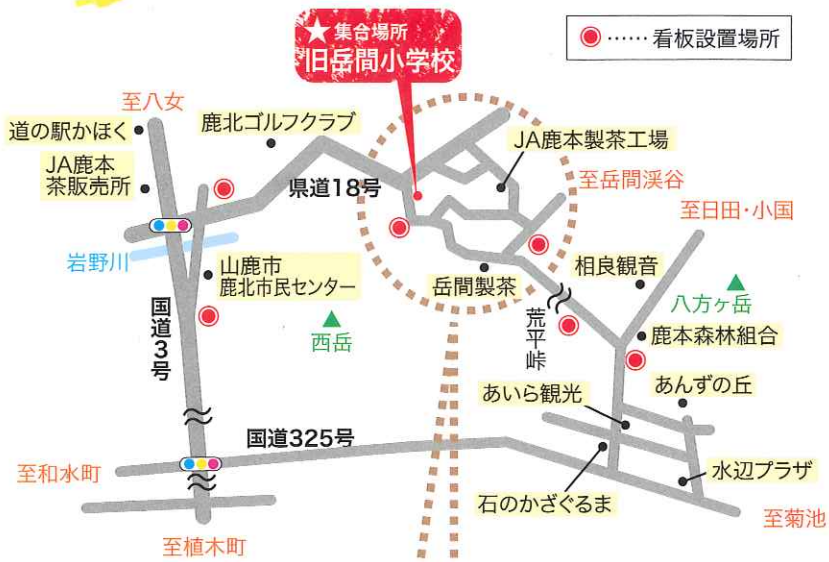 ★集合場所
旧岳間小学校
……看板設置場所
至八女
道の駅かほく
鹿北ゴルフクラブ
JA鹿本製茶工場
JA鹿本
茶販売所
県道18号
至岳間渓谷
至日田・小国
岩野川
山鹿市
鹿北市民センター
岳間製茶
相良観音
八方ヶ岳
国道3号
西岳
荒平峠
鹿本森林組合
あいら観光
あんずの丘
国道325号
至和水町
石のかざぐるま
水辺プラザ
至菊池
至植木町